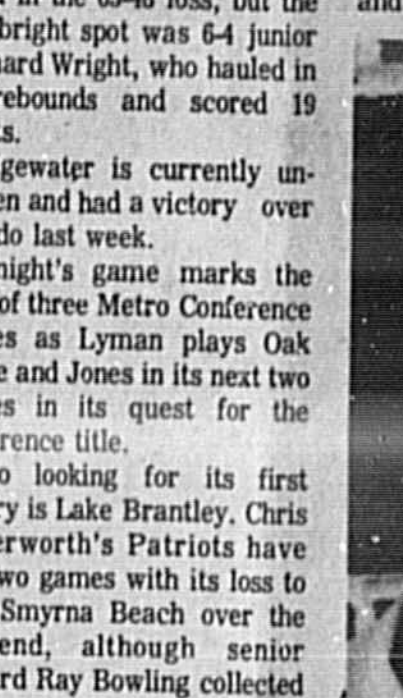 in the 63-48 loss, but the
and
bright spot was 6-4 junior
ard Wright, who hauled in
rebounds and scored 19
s.
gewater is currently un-
en and had a victory over
do last week.
night's game marks the
of three Metro Conference
es as Lyman plays Oak
e and Jones in its next two
es in its quest for the
rence title.
o looking for its first
ry is Lake Brantley. Chris
erworth's Patriots have
wo games with its loss to
Smyrna Beach over the
end, although senior
rd Ray Bowling collected